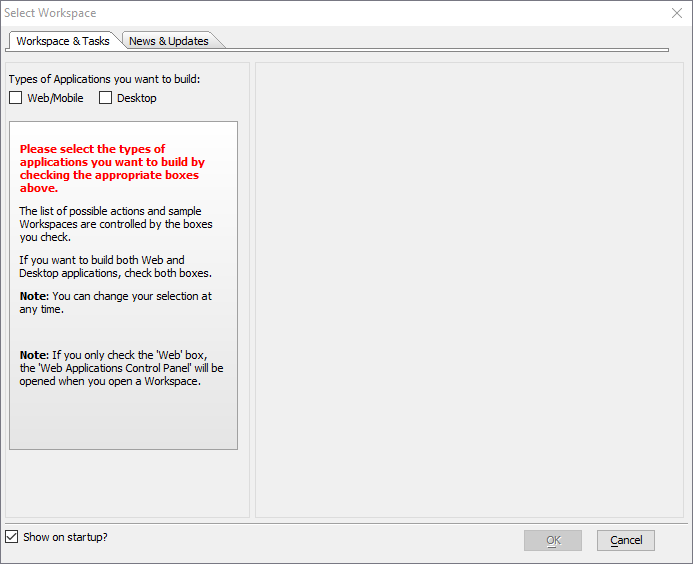 Select Workspace
Workspace & Tasks
News & Updates
Types of Applications you want to build:
Web/Mobile
Desktop
Please select the types of
applications you want to build by
checking the appropriate boxes
above.
The list of possible actions and sample
Workspaces are controlled by the boxes
you check.
If you want to build both Web and
Desktop applications, check both boxes.
Note: You can change your selection at
any time.
Note: If you only check the 'Web' box,
the 'Web Applications Control Panel' will be
opened when you open a Workspace.
Show on startup?
OK
Cancel